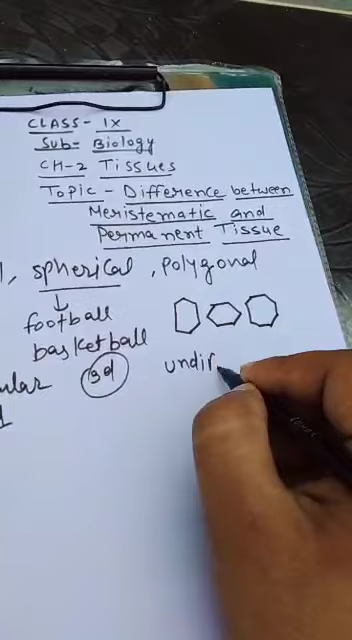 CLASS- IX
Sub- Biology
CH-2 Tissues
Topic - Difference between
Meristematic and
Permanent Tissue
spherical, polygonal
football
basketball
3d
undif